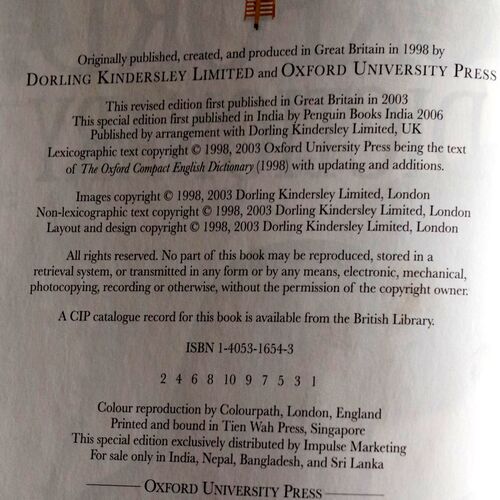 Originally published, created, and produced in Great Britain in 1998 by
DORLING KINDERSLEY LIMITED and OXFORD UNIVERSITY PRESS
This revised edition first published in Great Britain in 2003
This special edition first published in India by Penguin Books India 2006
Published by arrangement with Dorling Kindersley Limited, UK
Lexicographic text copyright © 1998, 2003 Oxford University Press being the text
of The Oxford Compact English Dictionary (1998) with updating and additions.
Images copyright © 1998, 2003 Dorling Kindersley Limited, London
Non-lexicographic text copyright © 1998, 2003 Dorling Kindersley Limited, London
Layout and design copyright © 1998, 2003 Dorling Kindersley Limited, London
All rights reserved. No part of this book may be reproduced, stored in a
retrieval system, or transmitted in any form or by any means, electronic, mechanical,
photocopying, recording or otherwise, without the permission of the copyright owner.
A CIP catalogue record for this book is available from the British Library.
ISBN 1-4053-1654-3
2 4 6 8 10 9 7 5 3 1
Colour reproduction by Colourpath, London, England
Printed and bound in Tien Wah Press, Singapore
This special edition exclusively distributed by Impulse Marketing
For sale only in India, Nepal, Bangladesh, and Sri Lanka
OXFORD UNIVERSITY PRESS